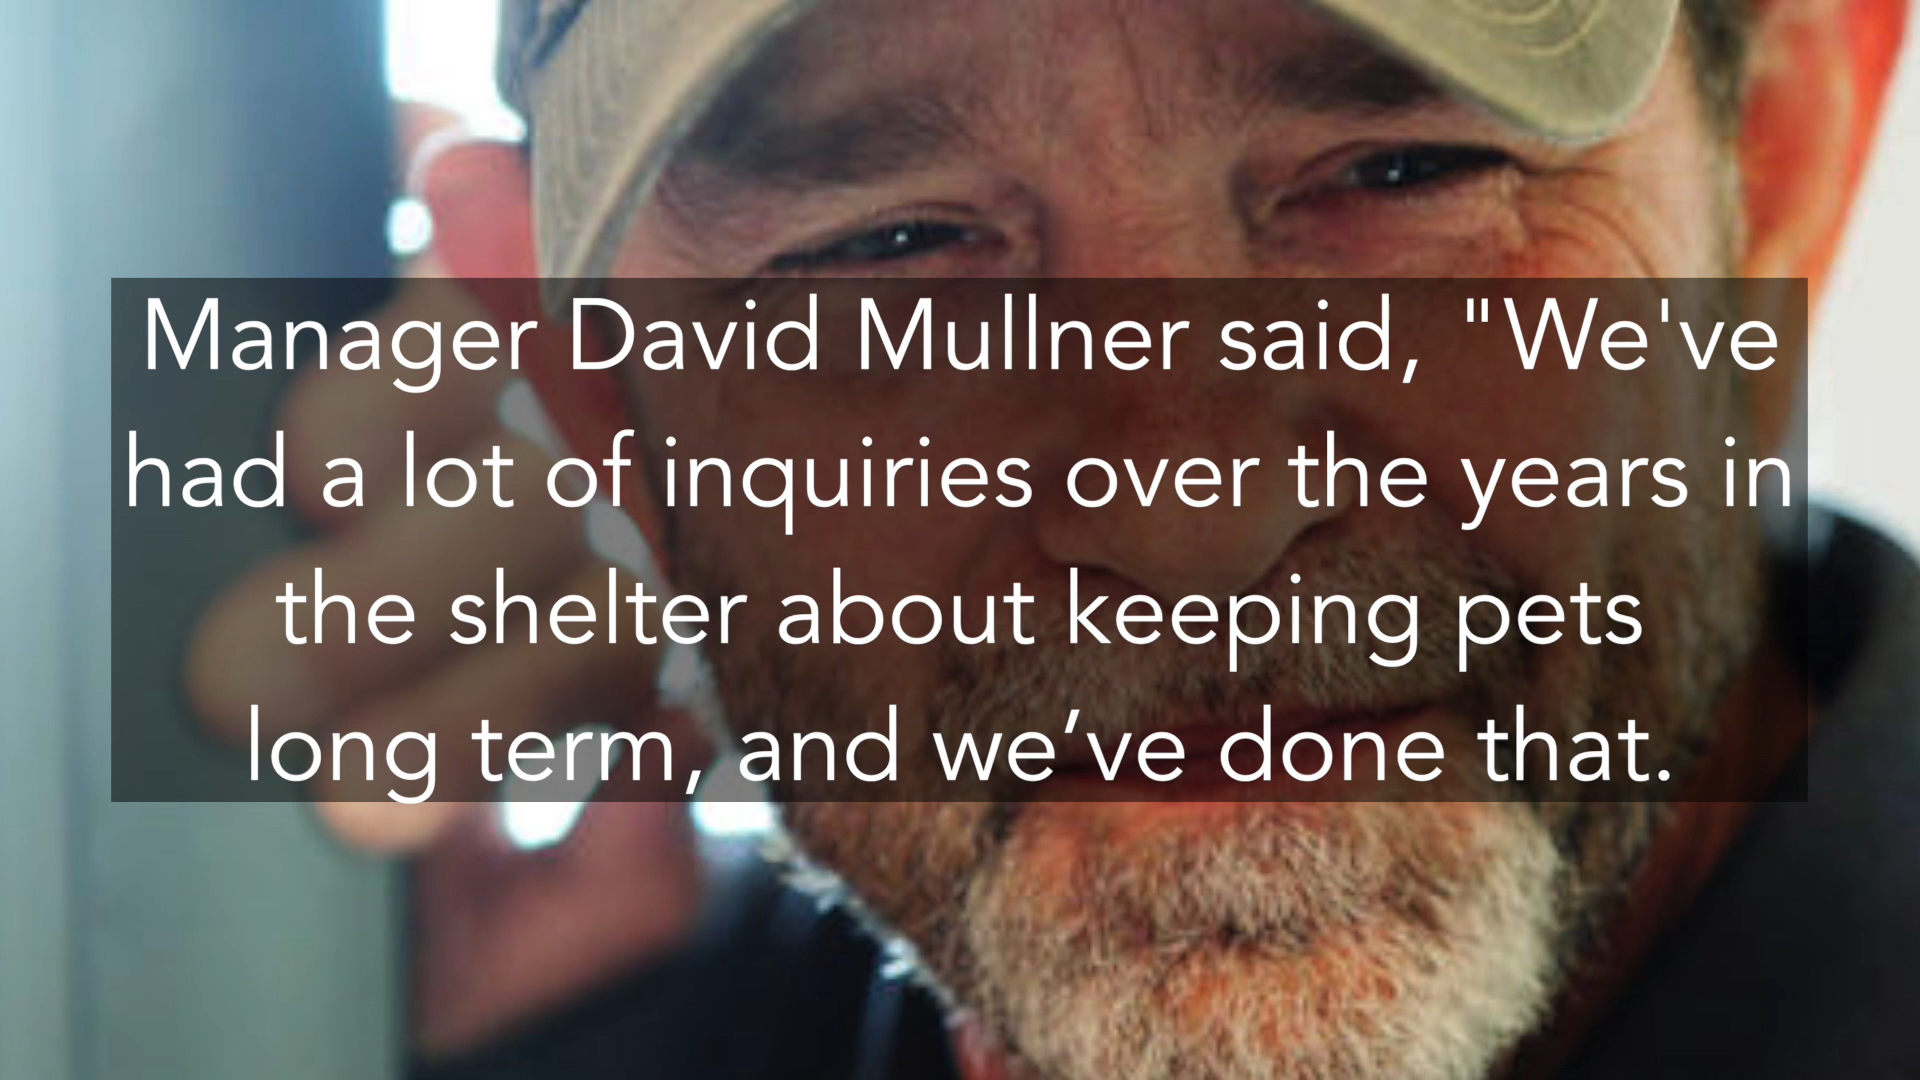 Manager David Mullner said, "We've
had a lot of inquiries over the years in
the shelter about keeping pets
long term, and we’ve done that.